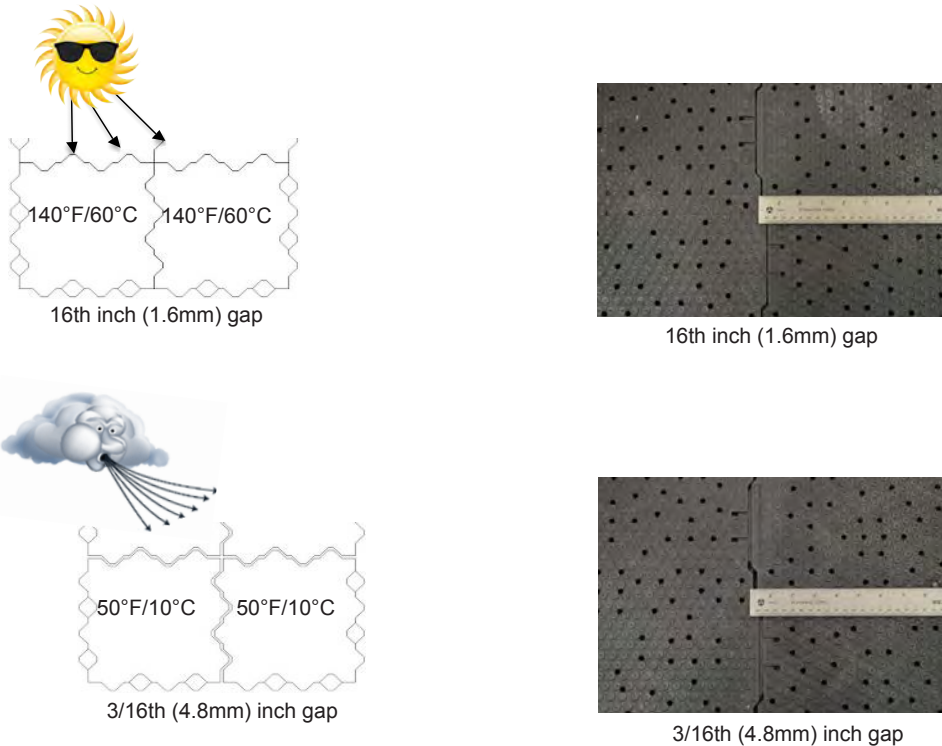 140°F/60°C 140°F/60°C
16th inch (1.6mm) gap
16th inch (1.6mm) gap
50°F/10°C 50°F/10°C
3/16th (4.8mm) inch gap
3/16th (4.8mm) inch gap